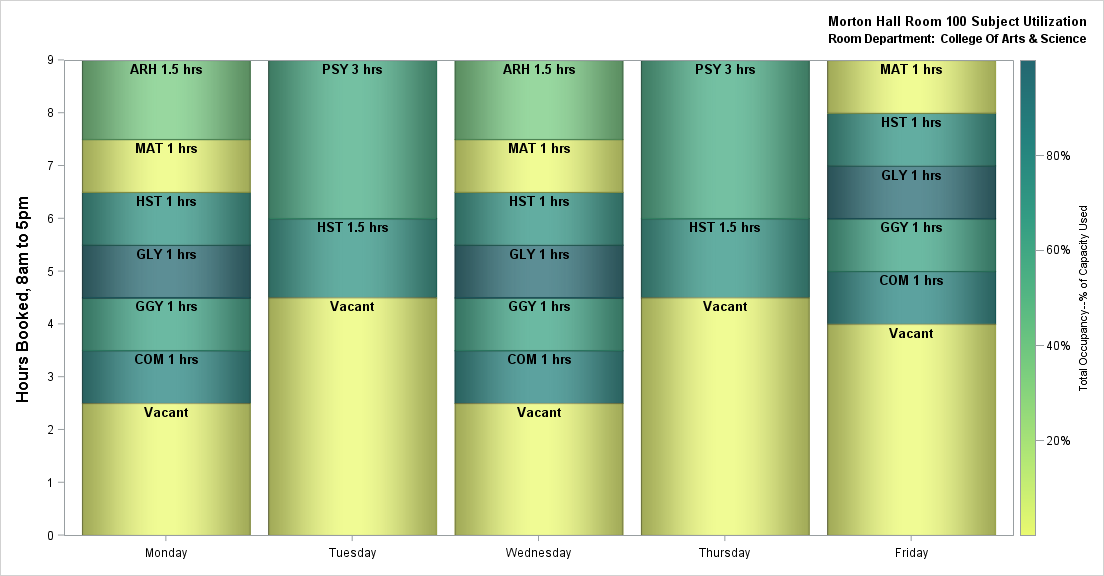 Morton Hall Room 100 Subject Utilization
Room Department: College Of Arts & Science
Hours Booked, 8am to 5pm
9
8
7
6
5
4
3
2
1
0
ARH 1.5 hrs
MAT 1 hrs
HST 1 hrs
GLY 1 hrs
GGY 1 hrs
COM 1 hrs
Vacant
PSY 3 hrs
HST 1.5 hrs
Vacant
ARH 1.5 hrs
MAT 1 hrs
HST 1 hrs
GLY 1 hrs
GGY 1 hrs
COM 1 hrs
Vacant
PSY 3 hrs
HST 1.5 hrs
Vacant
MAT 1 hrs
HST 1 hrs
GLY 1 hrs
GGY 1 hrs
COM 1 hrs
Vacant
Monday
Tuesday
Wednesday
Thursday
Friday
80%
60%
40%
20%
Total Occupancy--% of Capacity Used